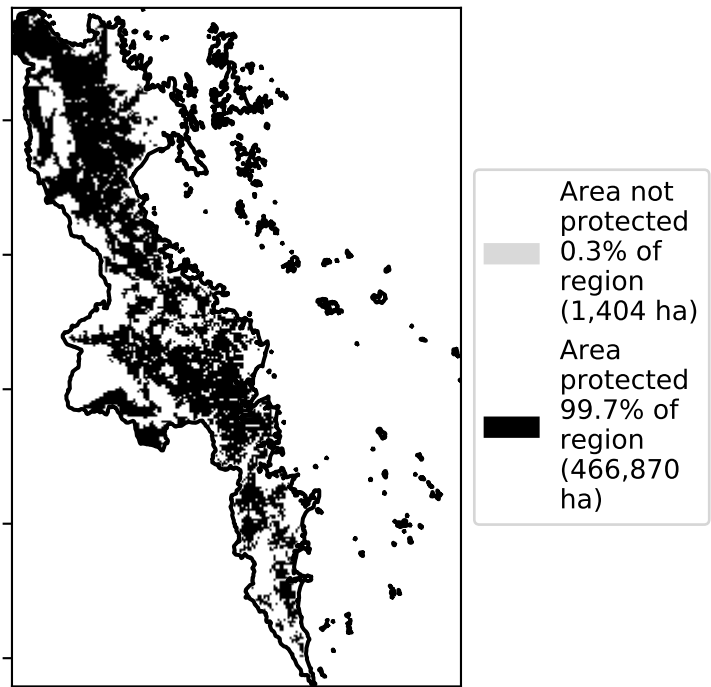 Area not
protected
0.3% of
region
(1,404 ha)
Area
protected
99.7% of
region
(466,870
ha)